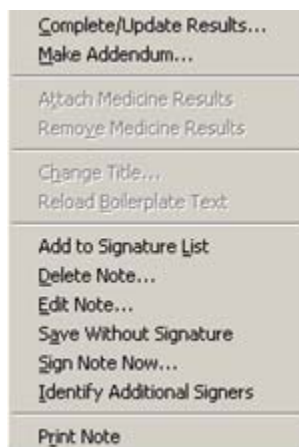 Complete/Update Results...
Make Addendum...
Attach Medicine Results
Remove Medicine Results
Change Title...
Reload Boilerplate Text
Add to Signature List
Delete Note...
Edit Note...
Save Without Signature
Sign Note Now...
Identify Additional Signers
Print Note